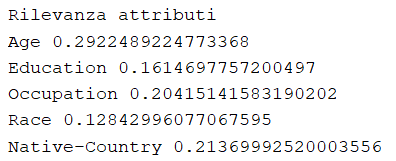 Rilevanza attributi
Age 0.2922489224773368
Education 0.1614697757200497
Occupation 0.20415141583190202
Race 0.12842996077067595
Native-Country 0.21369992520003556